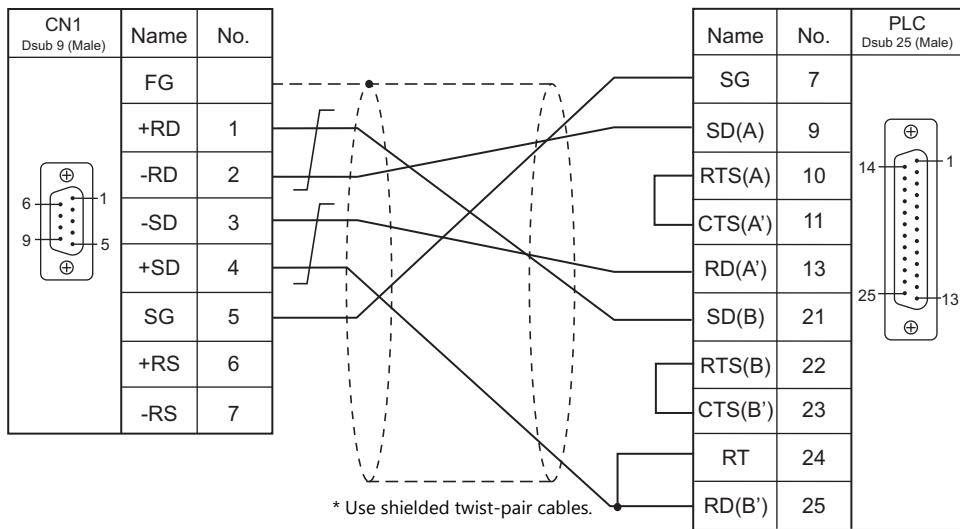 CN1
Dsub 9 (Male)
Name No.
FG
+RD 1
-RD 2
-SD 3
+SD 4
SG 5
+RS 6
-RS 7
6
1
9
5
Name No.
PLC
Dsub 25 (Male)
SG 7
SD(A) 9
RTS(A) 10
CTS(A') 11
RD(A') 13
SD(B) 21
RTS(B) 22
CTS(B') 23
RT 24
RD(B') 25
14
1
25
13
* Use shielded twist-pair cables.